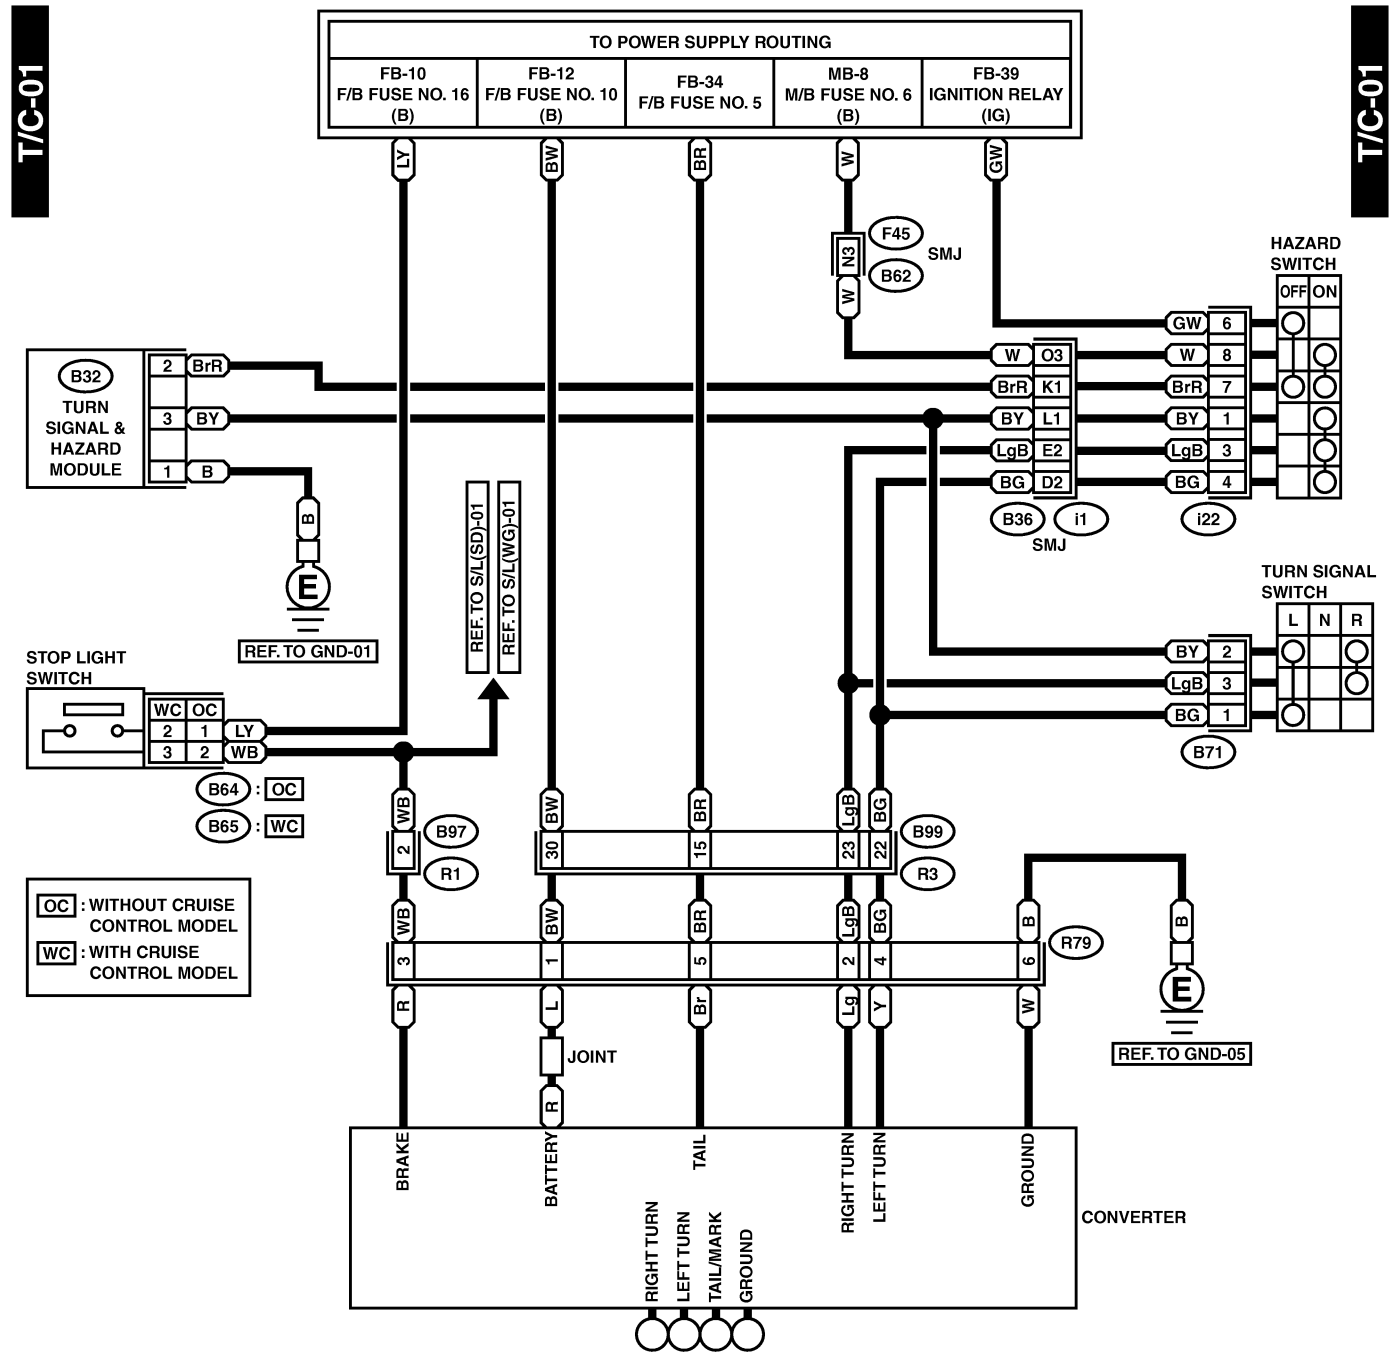 T/C-01
T/C-01
TO POWER SUPPLY ROUTING
FB-10
F/B FUSE NO. 16
(B)
FB-12
F/B FUSE NO. 10
(B)
FB-34
F/B FUSE NO. 5
MB-8
M/B FUSE NO. 6
(B)
FB-39
IGNITION RELAY
(IG)
LY
BW
BR
W
GW
F45
N3
SMJ
B62
W
HAZARD
SWITCH
OFF ON
GW 6
W O3 W 8
BrR K1 BrR 7
BY L1 BY 1
LgB E2 LgB 3
BG D2 BG 4
B36 i1 i22
SMJ
B32
TURN
SIGNAL &
HAZARD
MODULE
2 BrR
3 BY
1 B
B
E
REF. TO GND-01
REF. TO S/L(SD)-01
REF. TO S/L(WG)-01
TURN SIGNAL
SWITCH
L N R
BY 2
LgB 3
BG 1
B71
STOP LIGHT
SWITCH
WC OC
2 1 LY
3 2 WB
B64 : OC
B65 : WC
WB BW BR LgB BG
2 30 15 23 22
B97
R1
B99
R3
OC : WITHOUT CRUISE
CONTROL MODEL
WC : WITH CRUISE
CONTROL MODEL
WB BW BR LgB BG B B
3 1 5 2 4 6
R79
R L Br Lg Y W
E
REF. TO GND-05
JOINT
R
BRAKE
BATTERY
TAIL
RIGHT TURN
LEFT TURN
GROUND
CONVERTER
RIGHT TURN
LEFT TURN
TAIL/MARK
GROUND